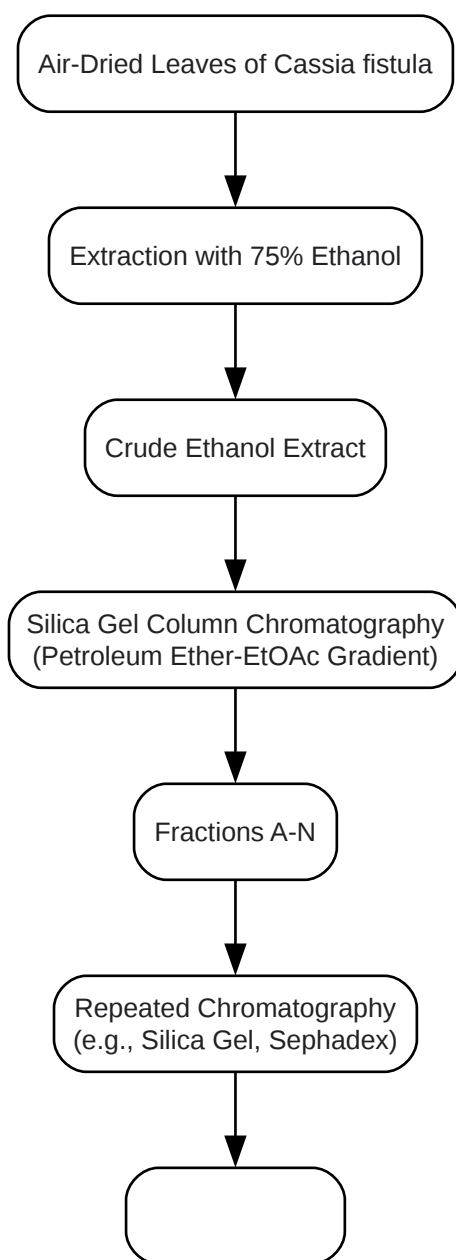 Air-Dried Leaves of Cassia fistula
Extraction with 75% Ethanol
Crude Ethanol Extract
Silica Gel Column Chromatography
(Petroleum Ether-EtOAc Gradient)
Fractions A-N
Repeated Chromatography
(e.g., Silica Gel, Sephadex)